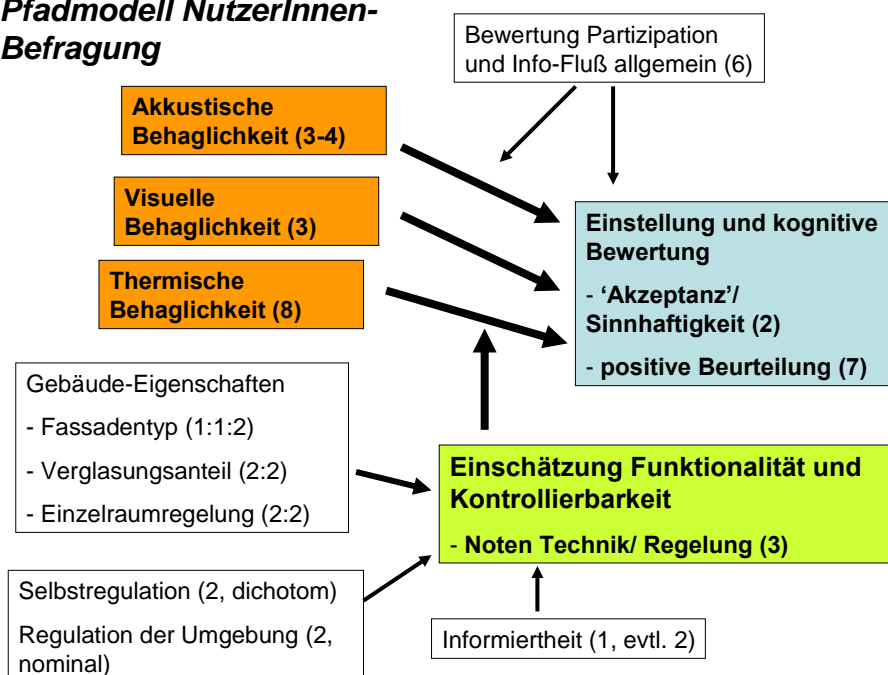 Pfadmodell NutzerInnen-
Befragung
Bewertung Partizipation
und Info-Fluß allgemein (6)
Akkustische
Behaglichkeit (3-4)
Visuelle
Behaglichkeit (3)
Thermische
Behaglichkeit (8)
Einstellung und kognitive
Bewertung
- ‘Akzeptanz’/
Sinnhaftigkeit (2)
- positive Beurteilung (7)
Gebäude-Eigenschaften
- Fassadentyp (1:1:2)
- Verglasungsanteil (2:2)
- Einzelraumregelung (2:2)
Einschätzung Funktionalität und
Kontrollierbarkeit
- Noten Technik/ Regelung (3)
Selbstregulation (2, dichotom)
Regulation der Umgebung (2,
nominal)
Informiertheit (1, evtl. 2)